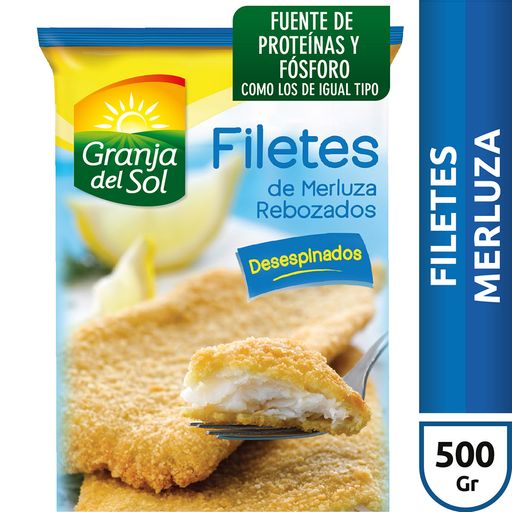 FUENTE DE
PROTEÍNAS Y
FÓSFORO
COMO LOS DE IGUAL TIPO
Granja
del Sol
Filetes
de Merluza
Rebozados
Desespinados
FILETES
MERLUZA
500
Gr